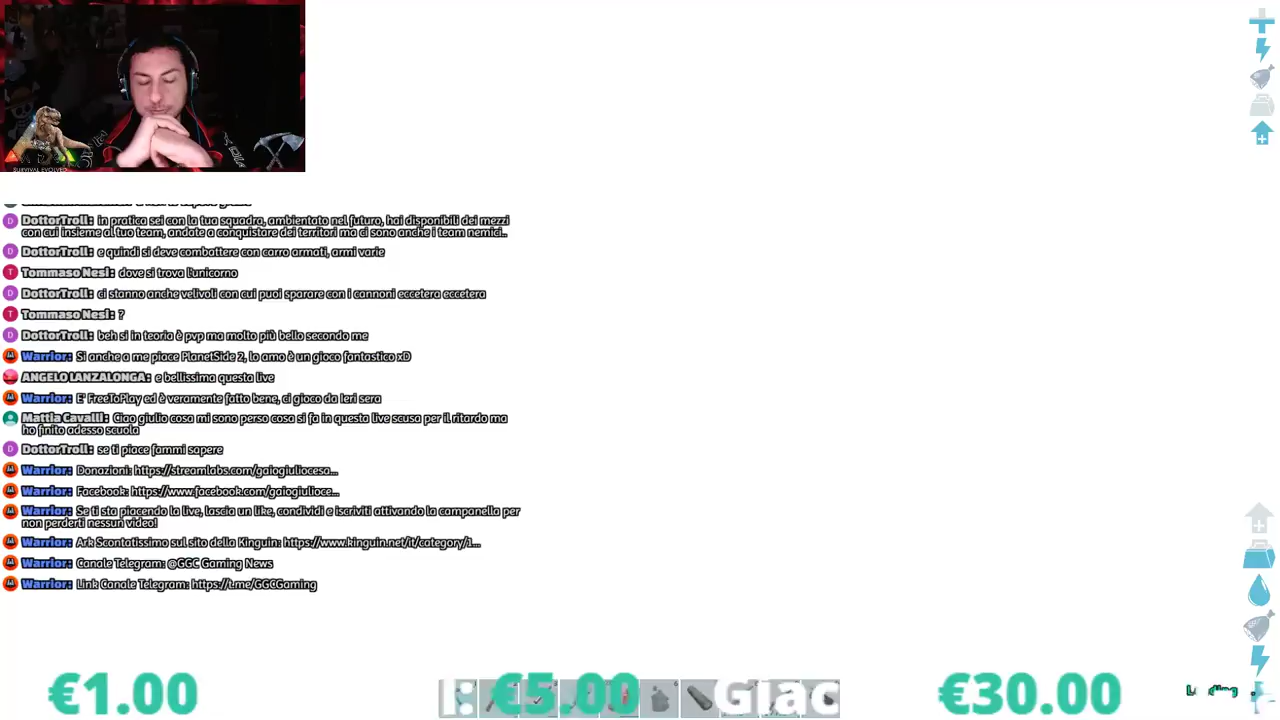 SURVIVAL EVOLVED
DottorTroll: in pratica sei con la tua squadra, ambientato nel futuro, hai disponibili dei mezzi
con cui insieme al tuo team, andate a conquistare dei territori ma ci sono anche i team nemici..
DottorTroll: e quindi si deve combattere con carro armati, armi varie
Tommaso Nesi: dove si trova l'unicorno
DottorTroll: ci stanno anche velivoli con cui puoi sparare con i cannoni eccetera eccetera
Tommaso Nesi: ?
DottorTroll: beh si in teoria è pvp ma molto più bello secondo me
Warrior: Si anche a me piace PlanetSide 2, lo amo è un gioco fantastico xD
ANGELO LANZALONGA: e bellissima questa live
Warrior: E' FreeToPlay ed è veramente fatto bene, ci gioco da ieri sera
Mattia Cavalli: Ciao giulio cosa mi sono perso cosa si fa in questa live scusa per il ritardo ma
ho finito adesso scuola
DottorTroll: se ti piace fammi sapere
Warrior: Donazioni: https://streamlabs.com/gaiogiuliocesa...
Warrior: Facebook: https://www.facebook.com/gaiogiulioce...
Warrior: Se ti sta piacendo la live, lascia un like, condividi e iscriviti attivando la campanella per
non perderti nessun video!
Warrior: Ark Scontatissimo sul sito della Kinguin: https://www.kinguin.net/it/category/1...
Warrior: Canale Telegram: @GGC Gaming News
Warrior: Link Canale Telegram: https://t.me/GGCGaming
€1.00 €5.00 Giac €30.00